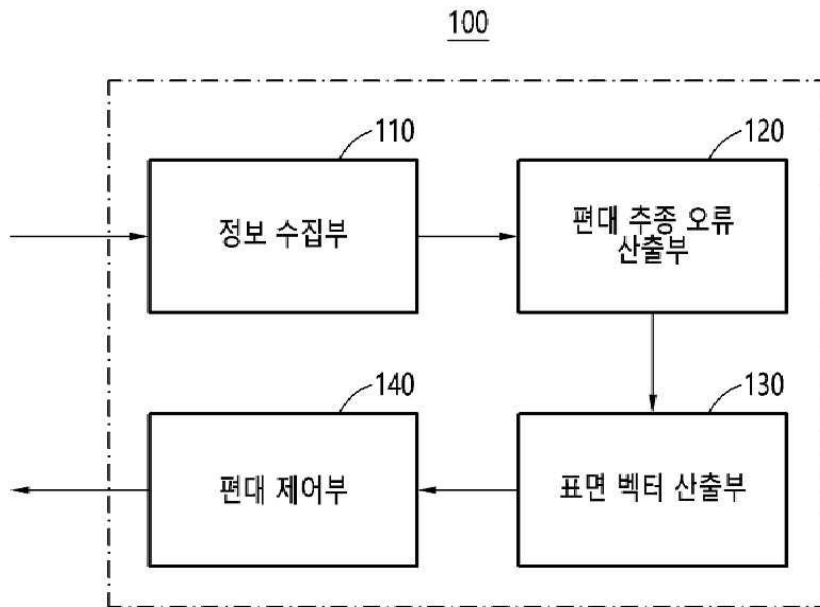 100
110
정보 수집부
120
편대 추종 오류
산출부
140
편대 제어부
130
표면 벡터 산출부